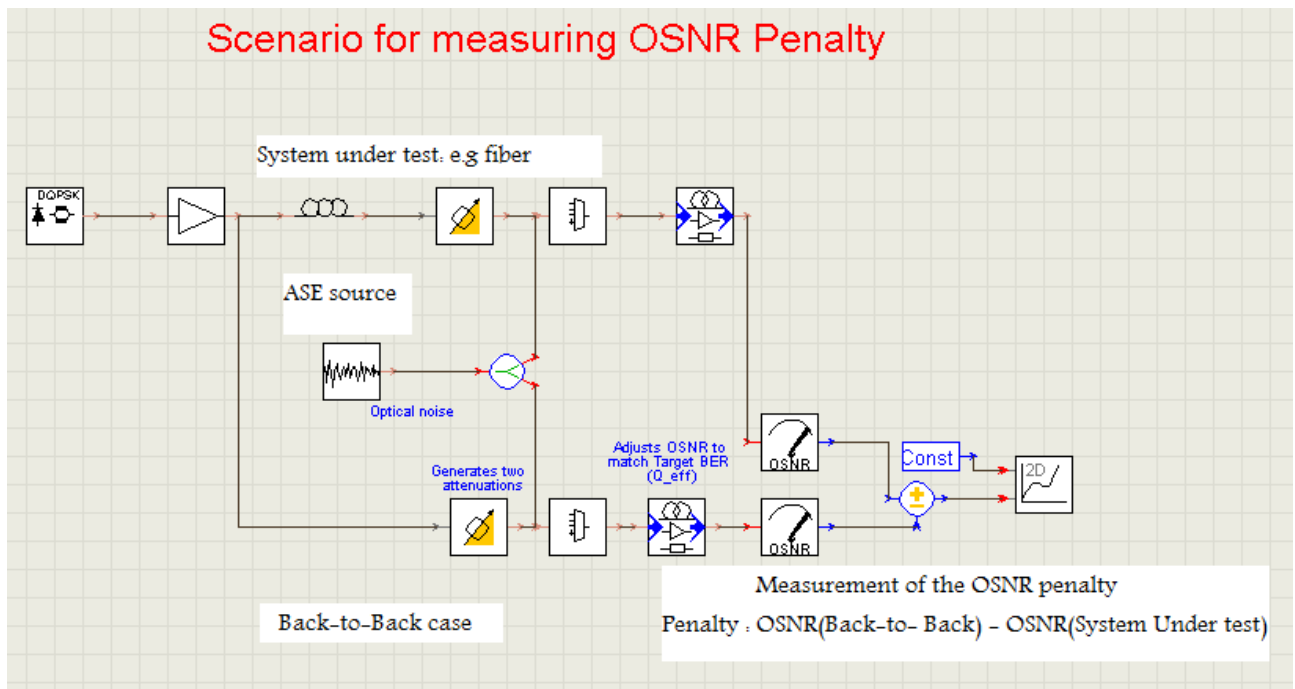 Scenario for measuring OSNR Penalty
System under test: e.g fiber
DQPSK
ASE source
Optical noise
Generates two
attenuations
Adjusts OSNR to
match Target BER
(Q_eff)
OSNR
Const
2D
OSNR
Back-to-Back case
Measurement of the OSNR penalty
Penalty : OSNR(Back-to- Back) - OSNR(System Under test)